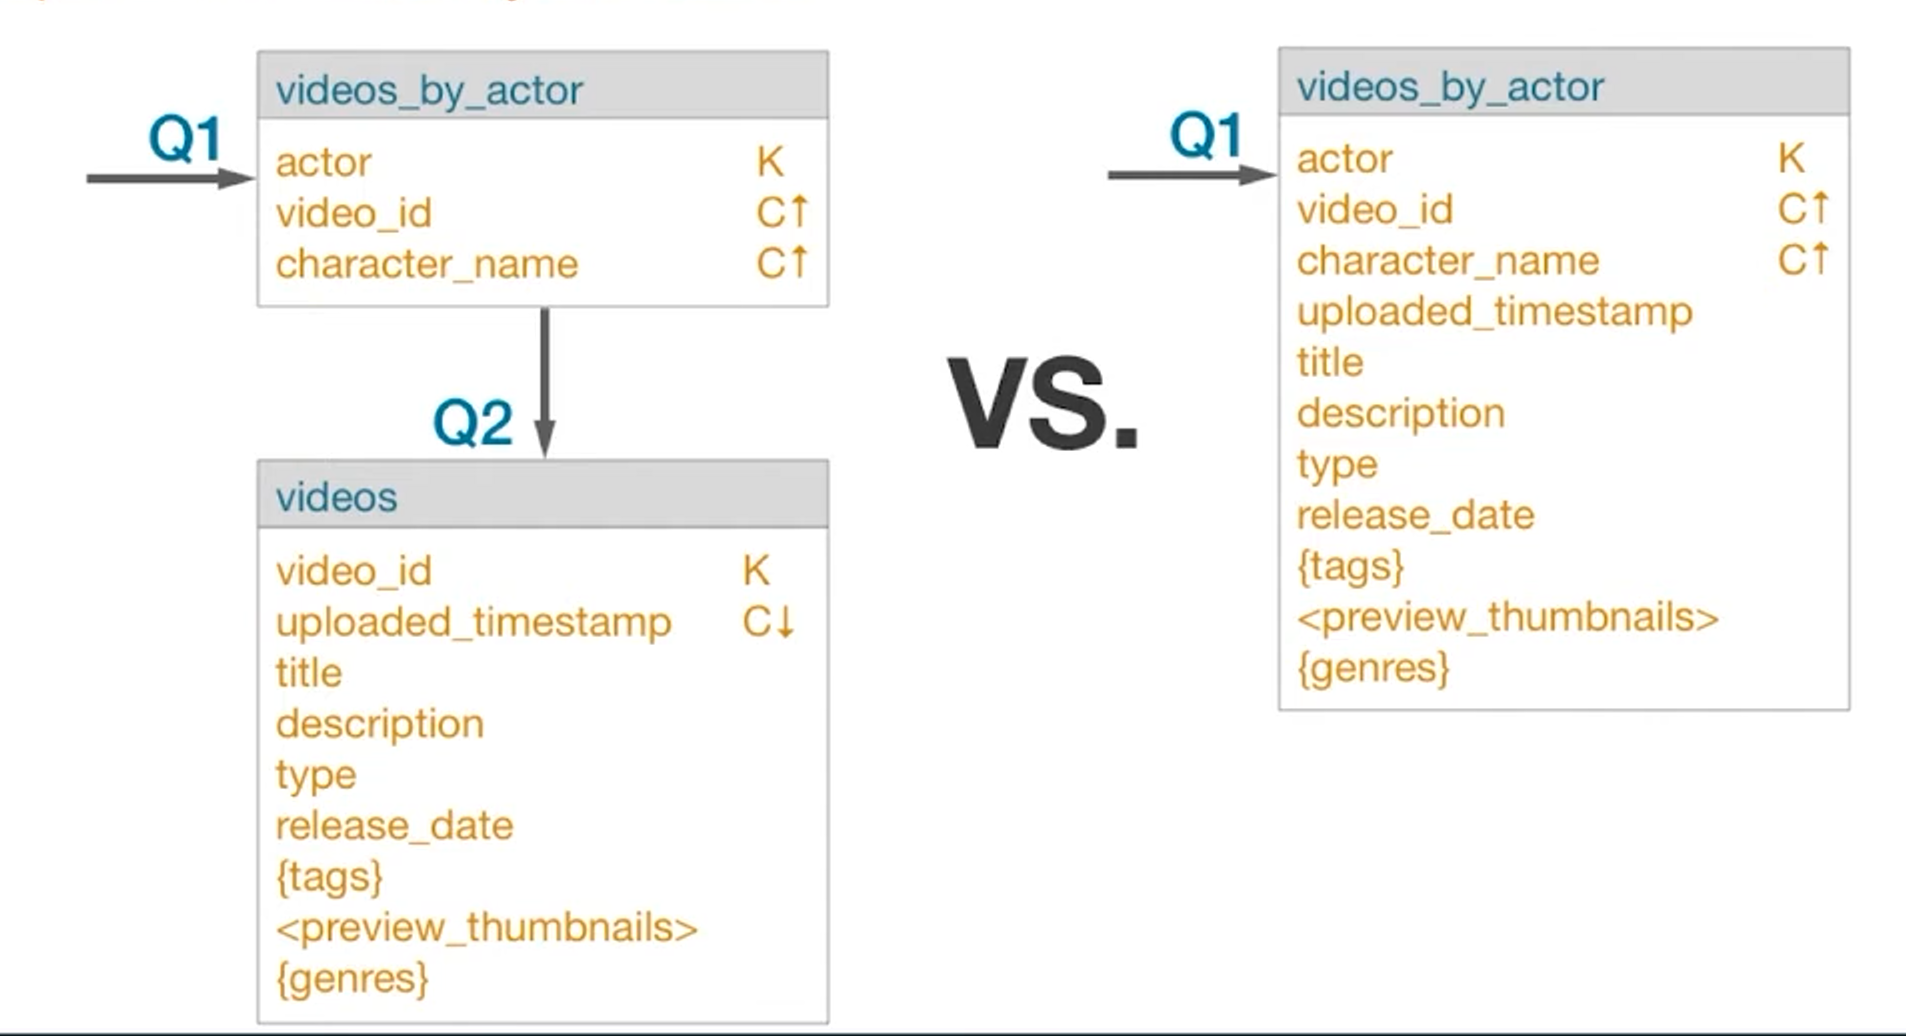 Q1
videos_by_actor
actor K
video_id C↑
character_name C↑
Q2
videos
video_id K
uploaded_timestamp C↓
title
description
type
release_date
{tags}
<preview_thumbnails>
{genres}
VS.
Q1
videos_by_actor
actor K
video_id C↑
character_name C↑
uploaded_timestamp
title
description
type
release_date
{tags}
<preview_thumbnails>
{genres}